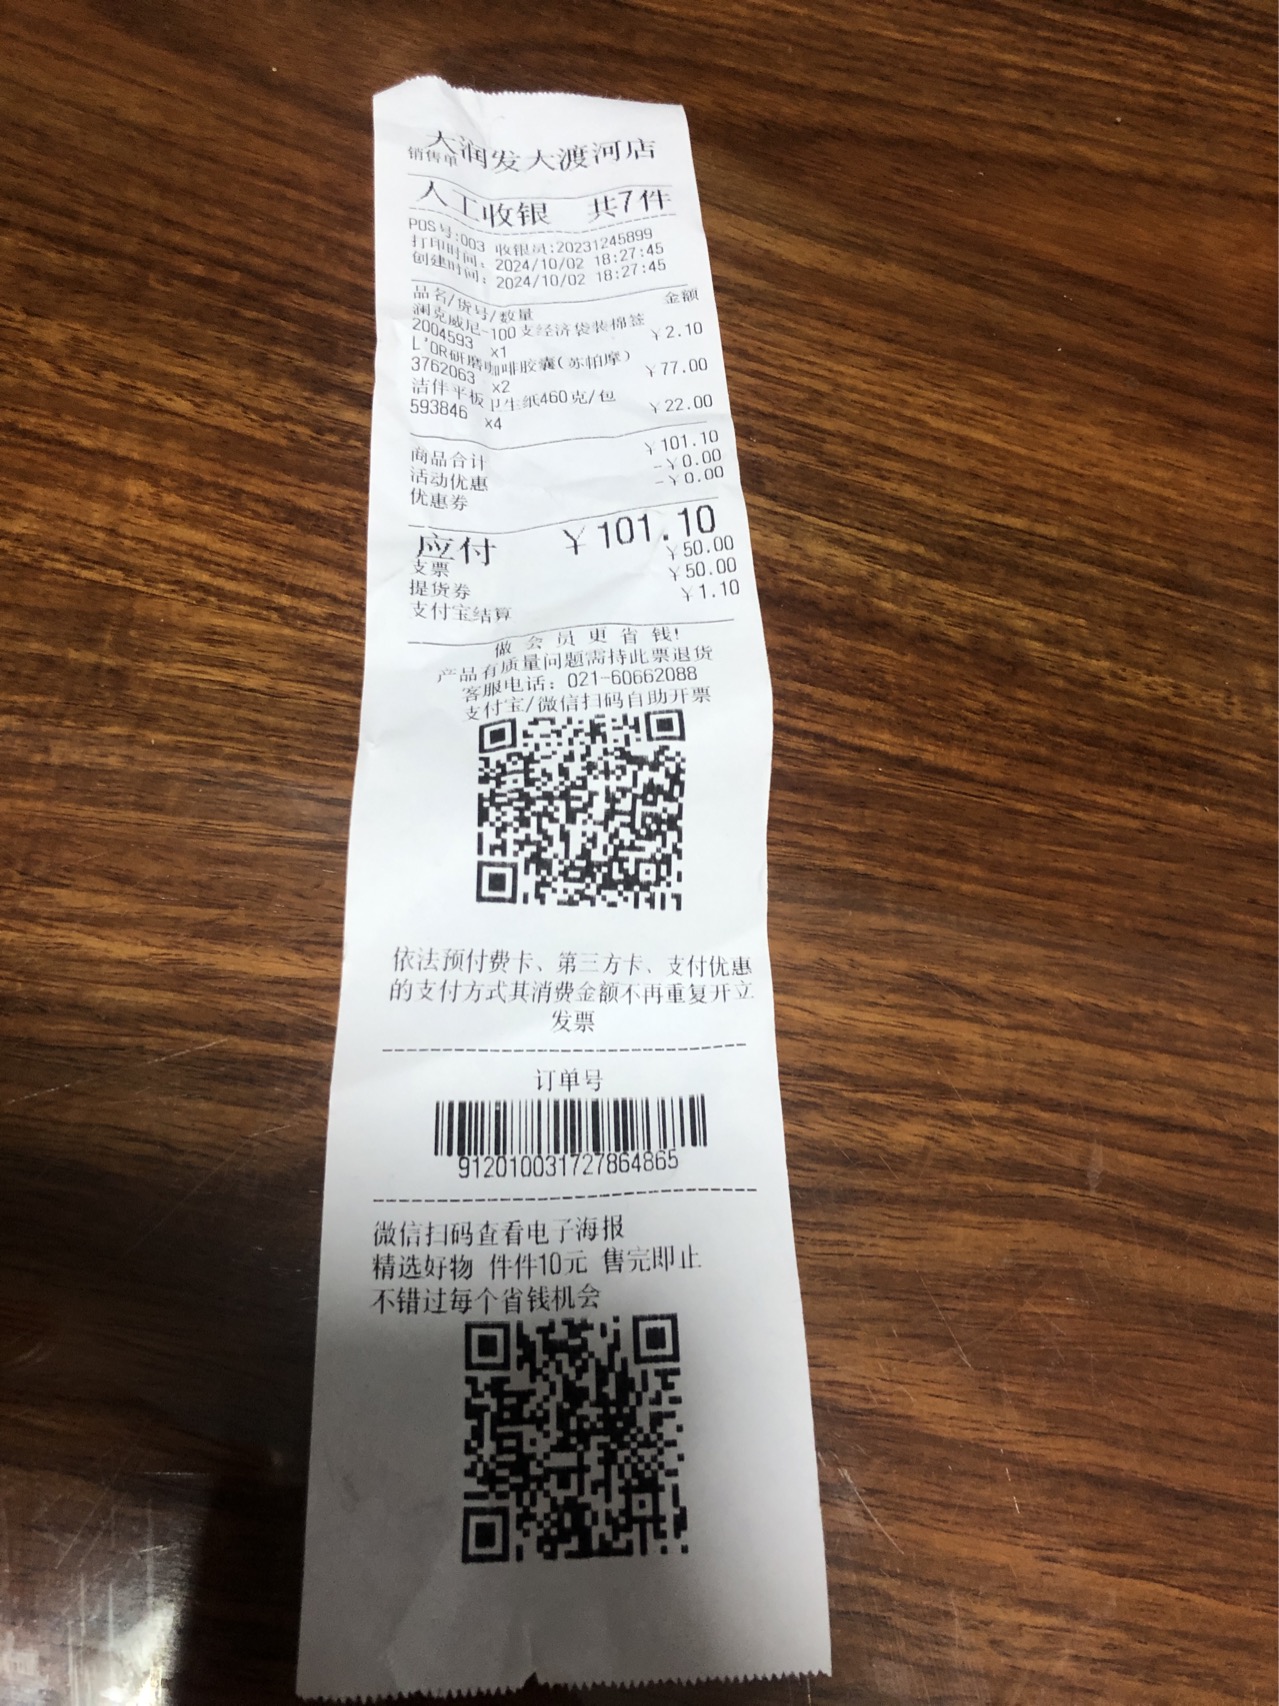 大润发大渡河店
销售单
人工收银 共7件
POS号:003 收银员:20231245899
打印时间: 2024/10/02 18:27:45
创建时间: 2024/10/02 18:27:45
品名/货号/数量 金额
澜克威尼-100支经济袋装棉签
2004593 x1 ¥2.10
L'OR研磨咖啡胶囊(苏帕摩)
3762063 x2 ¥77.00
洁伴平板卫生纸460克/包
593846 x4 ¥22.00
商品合计 ¥101.10
活动优惠 -¥0.00
优惠券 -¥0.00
应付 ¥101.10
支票 ¥50.00
提货券 ¥50.00
支付宝结算 ¥1.10
做会员更省钱!
产品有质量问题需持此票退货
客服电话: 021-60662088
支付宝/微信扫码自助开票
依法预付费卡、第三方卡、支付优惠
的支付方式其消费金额不再重复开立
发票
订单号
9120100317278​64865
微信扫码查看电子海报
精选好物 件件10元 售完即止
不错过每个省钱机会